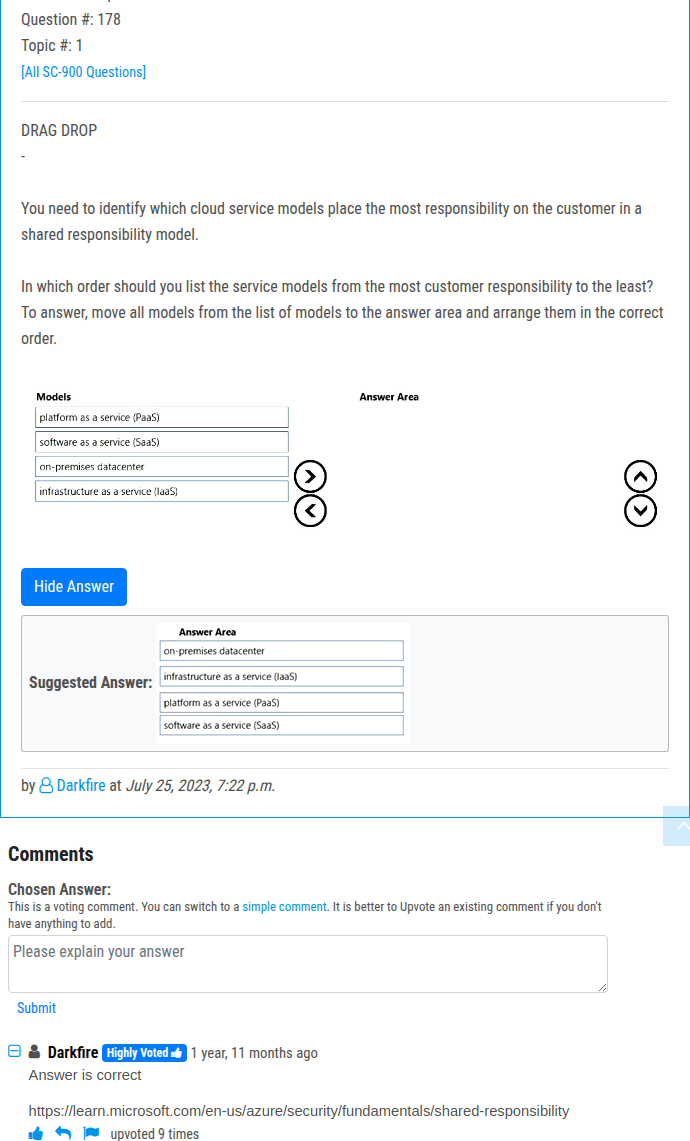 Question #: 178
Topic #: 1
[All SC-900 Questions]
DRAG DROP
-
You need to identify which cloud service models place the most responsibility on the customer in a
shared responsibility model.
In which order should you list the service models from the most customer responsibility to the least?
To answer, move all models from the list of models to the answer area and arrange them in the correct
order.
Models
Answer Area
platform as a service (PaaS)
software as a service (SaaS)
on-premises datacenter
infrastructure as a service (IaaS)
Hide Answer
Suggested Answer:
Answer Area
on-premises datacenter
infrastructure as a service (IaaS)
platform as a service (PaaS)
software as a service (SaaS)
by Darkfire at July 25, 2023, 7:22 p.m.
Comments
Chosen Answer:
This is a voting comment. You can switch to a simple comment. It is better to Upvote an existing comment if you don't
have anything to add.
Please explain your answer
Submit
Darkfire Highly Voted 1 year, 11 months ago
Answer is correct
https://learn.microsoft.com/en-us/azure/security/fundamentals/shared-responsibility
upvoted 9 times